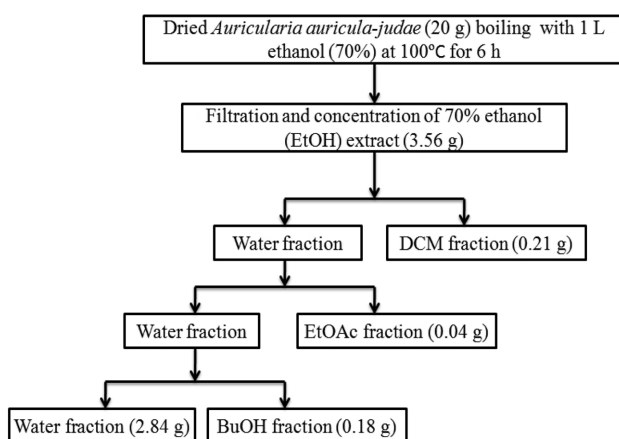 Dried Auricularia auricula-judae (20 g) boiling with 1 L
ethanol (70%) at 100℃ for 6 h
Filtration and concentration of 70% ethanol
(EtOH) extract (3.56 g)
Water fraction
DCM fraction (0.21 g)
Water fraction
EtOAc fraction (0.04 g)
Water fraction (2.84 g)
BuOH fraction (0.18 g)